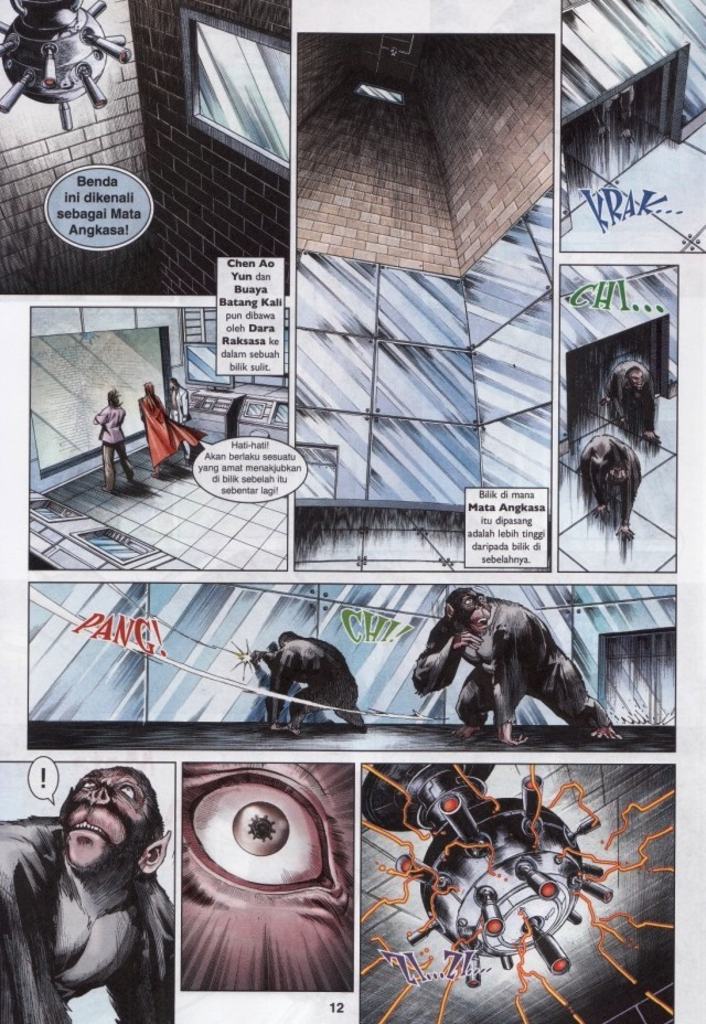 Benda
ini dikenali
sebagai Mata
Angkasa!
Chen Ao
Yun dan
Buaya
Batang Kali
pun dibawa
oleh Dara
Raksasa ke
dalam sebuah
bilik sulit.
Hati-hati!
Akan berlaku sesuatu
yang amat menakjubkan
di bilik sebelah itu
sebentar lagi!
Bilik di mana
Mata Angkasa
itu dipasang
adalah lebih tinggi
daripada bilik di
sebelahnya.
KRAK...
CHI...
PANG!
CHI!
!
ZI...ZI...
12